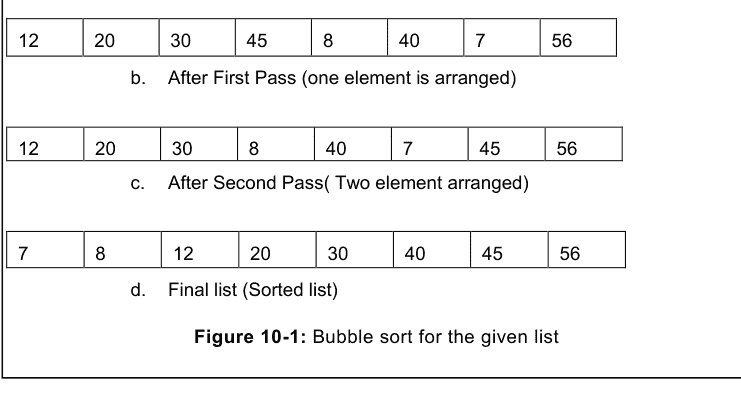 12 20 30 45 8 40 7 56
b. After First Pass (one element is arranged)
12 20 30 8 40 7 45 56
c. After Second Pass( Two element arranged)
7 8 12 20 30 40 45 56
d. Final list (Sorted list)
Figure 10-1: Bubble sort for the given list